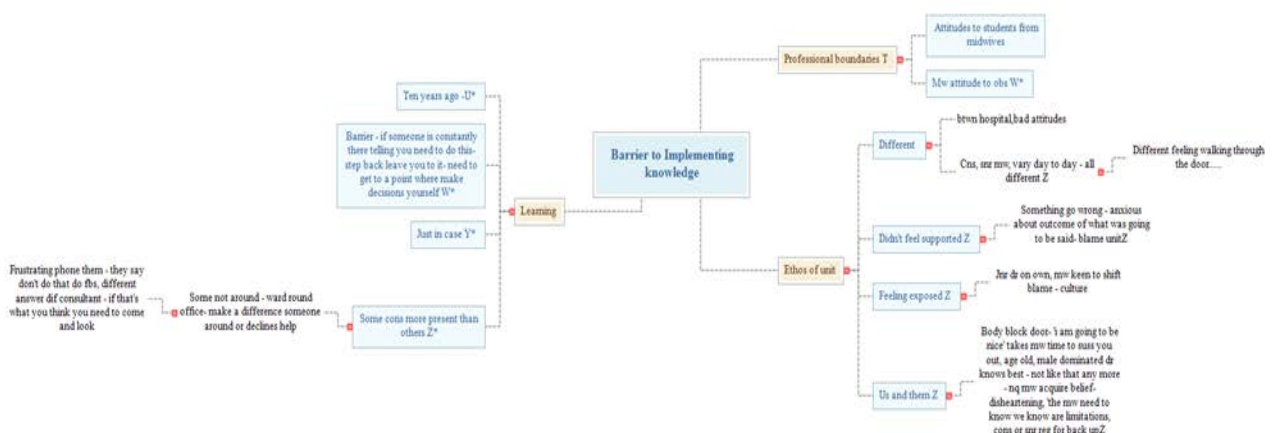 Barrier to Implementing
knowledge
Professional boundaries T
Attitudes to students from
midwives
Mw attitude to obs W*
Ethos of unit
Different
btwn hospital,bad attitudes
Cns, snr mw, vary day to day - all
different Z
Different feeling walking through
the door.....
Didn't feel supported Z
Something go wrong - anxious
about outcome of what was going
to be said- blame unitZ
Feeling exposed Z
Jnr dr on own, mw keen to shift
blame - culture
Us and them Z
Body block door- 'i am going to be
nice' takes mw time to suss you
out, age old, male dominated dr
knows best - not like that any more
- nq mw acquire belief-
disheartening, 'the mw need to
know we know are limitations,
cons or snr reg for back upZ
Learning
Ten years ago -U*
Barrier - if someone is constantly
there telling you need to do this-
step back leave you to it- need to
get to a point where make
decisions yourself W*
Just in case Y*
Some cons more present than
others Z*
Some not around - ward round
office- make a difference someone
around or declines help
Frustrating phone them - they say
don't do that do fbs, different
answer dif consultant - if that's
what you think you need to come
and look